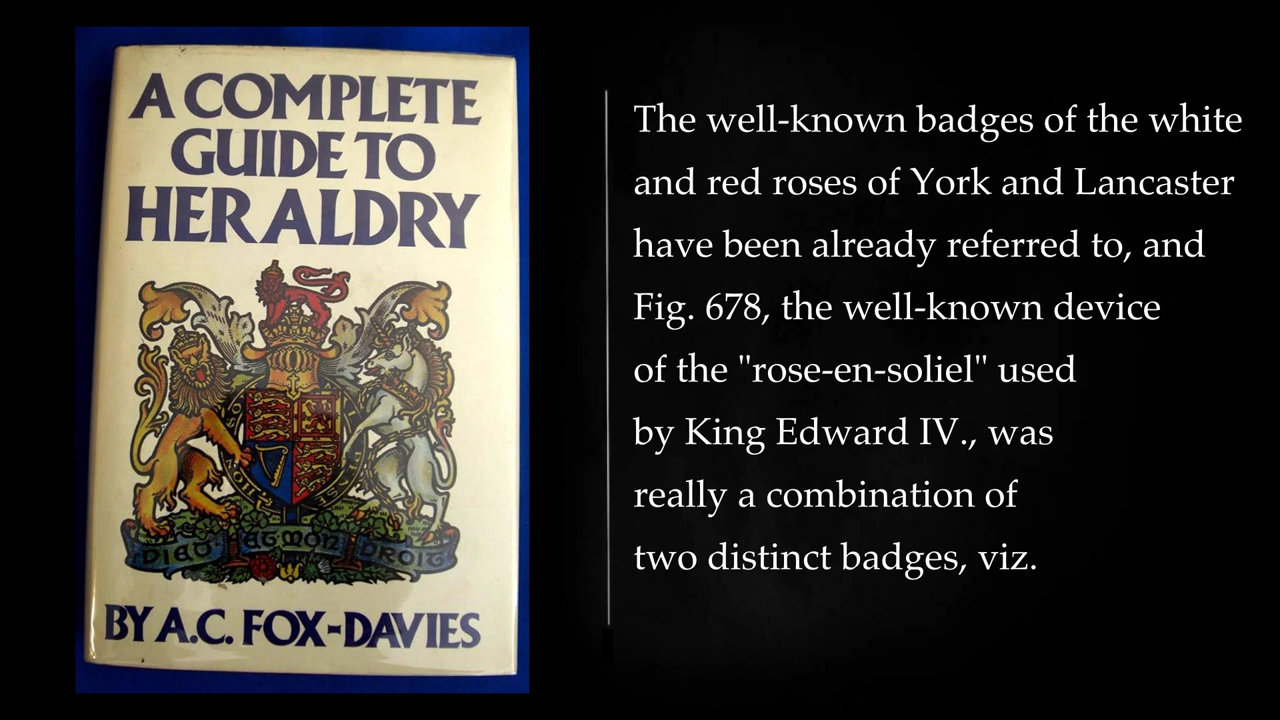 A COMPLETE
GUIDE TO
HERALDRY
DIEU ET MON DROIT
BY A.C. FOX-DAVIES
The well-known badges of the white
and red roses of York and Lancaster
have been already referred to, and
Fig. 678, the well-known device
of the "rose-en-soliel" used
by King Edward IV., was
really a combination of
two distinct badges, viz.